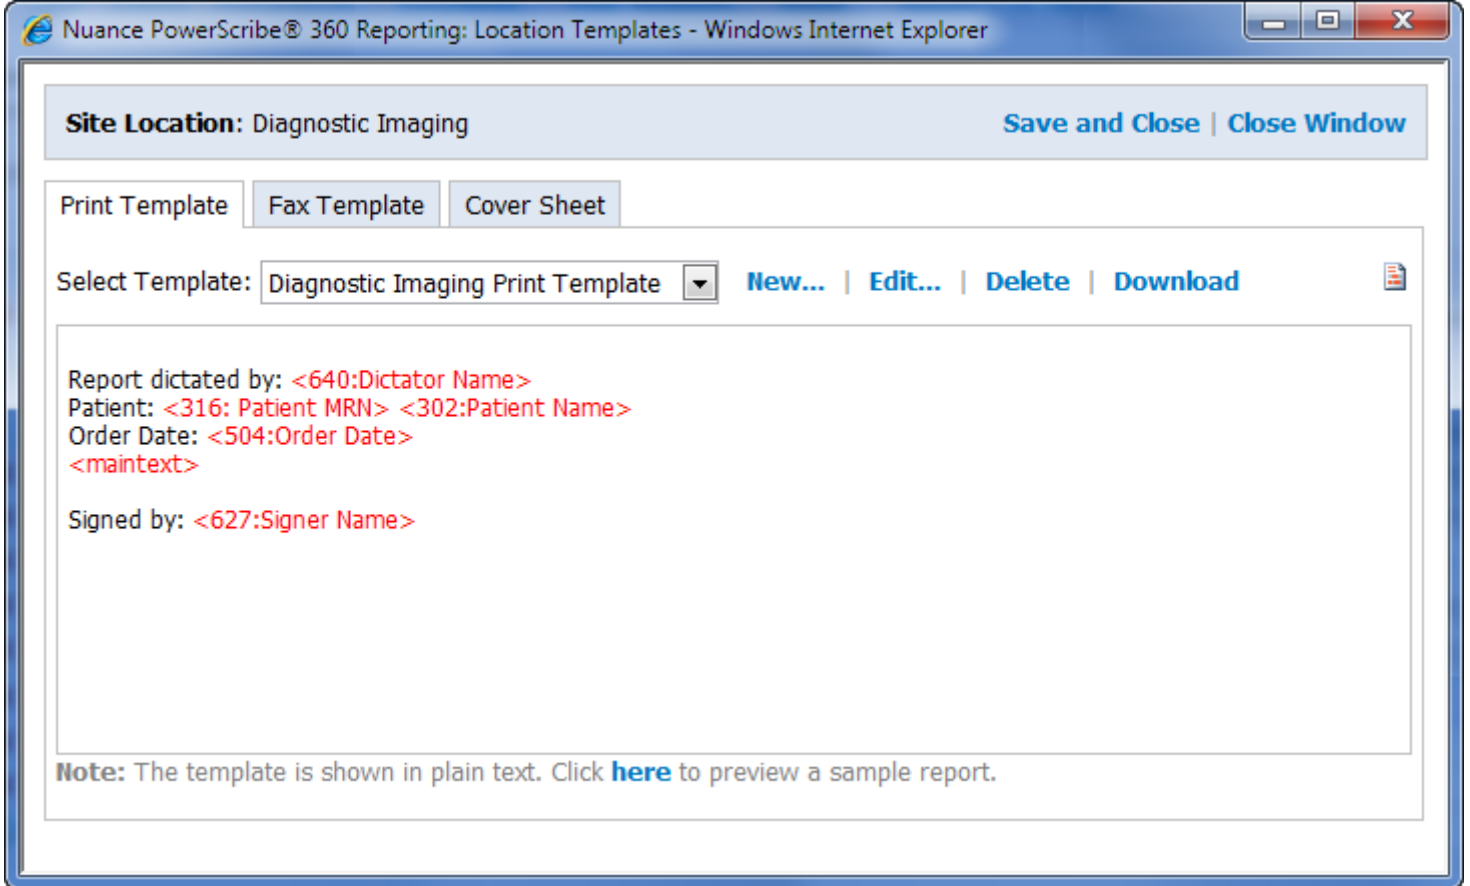 Nuance PowerScribe® 360 Reporting: Location Templates - Windows Internet Explorer
Site Location: Diagnostic Imaging Save and Close | Close Window
Print Template Fax Template Cover Sheet
Select Template: Diagnostic Imaging Print Template New... | Edit... | Delete | Download
Report dictated by: <640:Dictator Name>
Patient: <316: Patient MRN> <302:Patient Name>
Order Date: <504:Order Date>
<maintext>
Signed by: <627:Signer Name>
Note: The template is shown in plain text. Click here to preview a sample report.